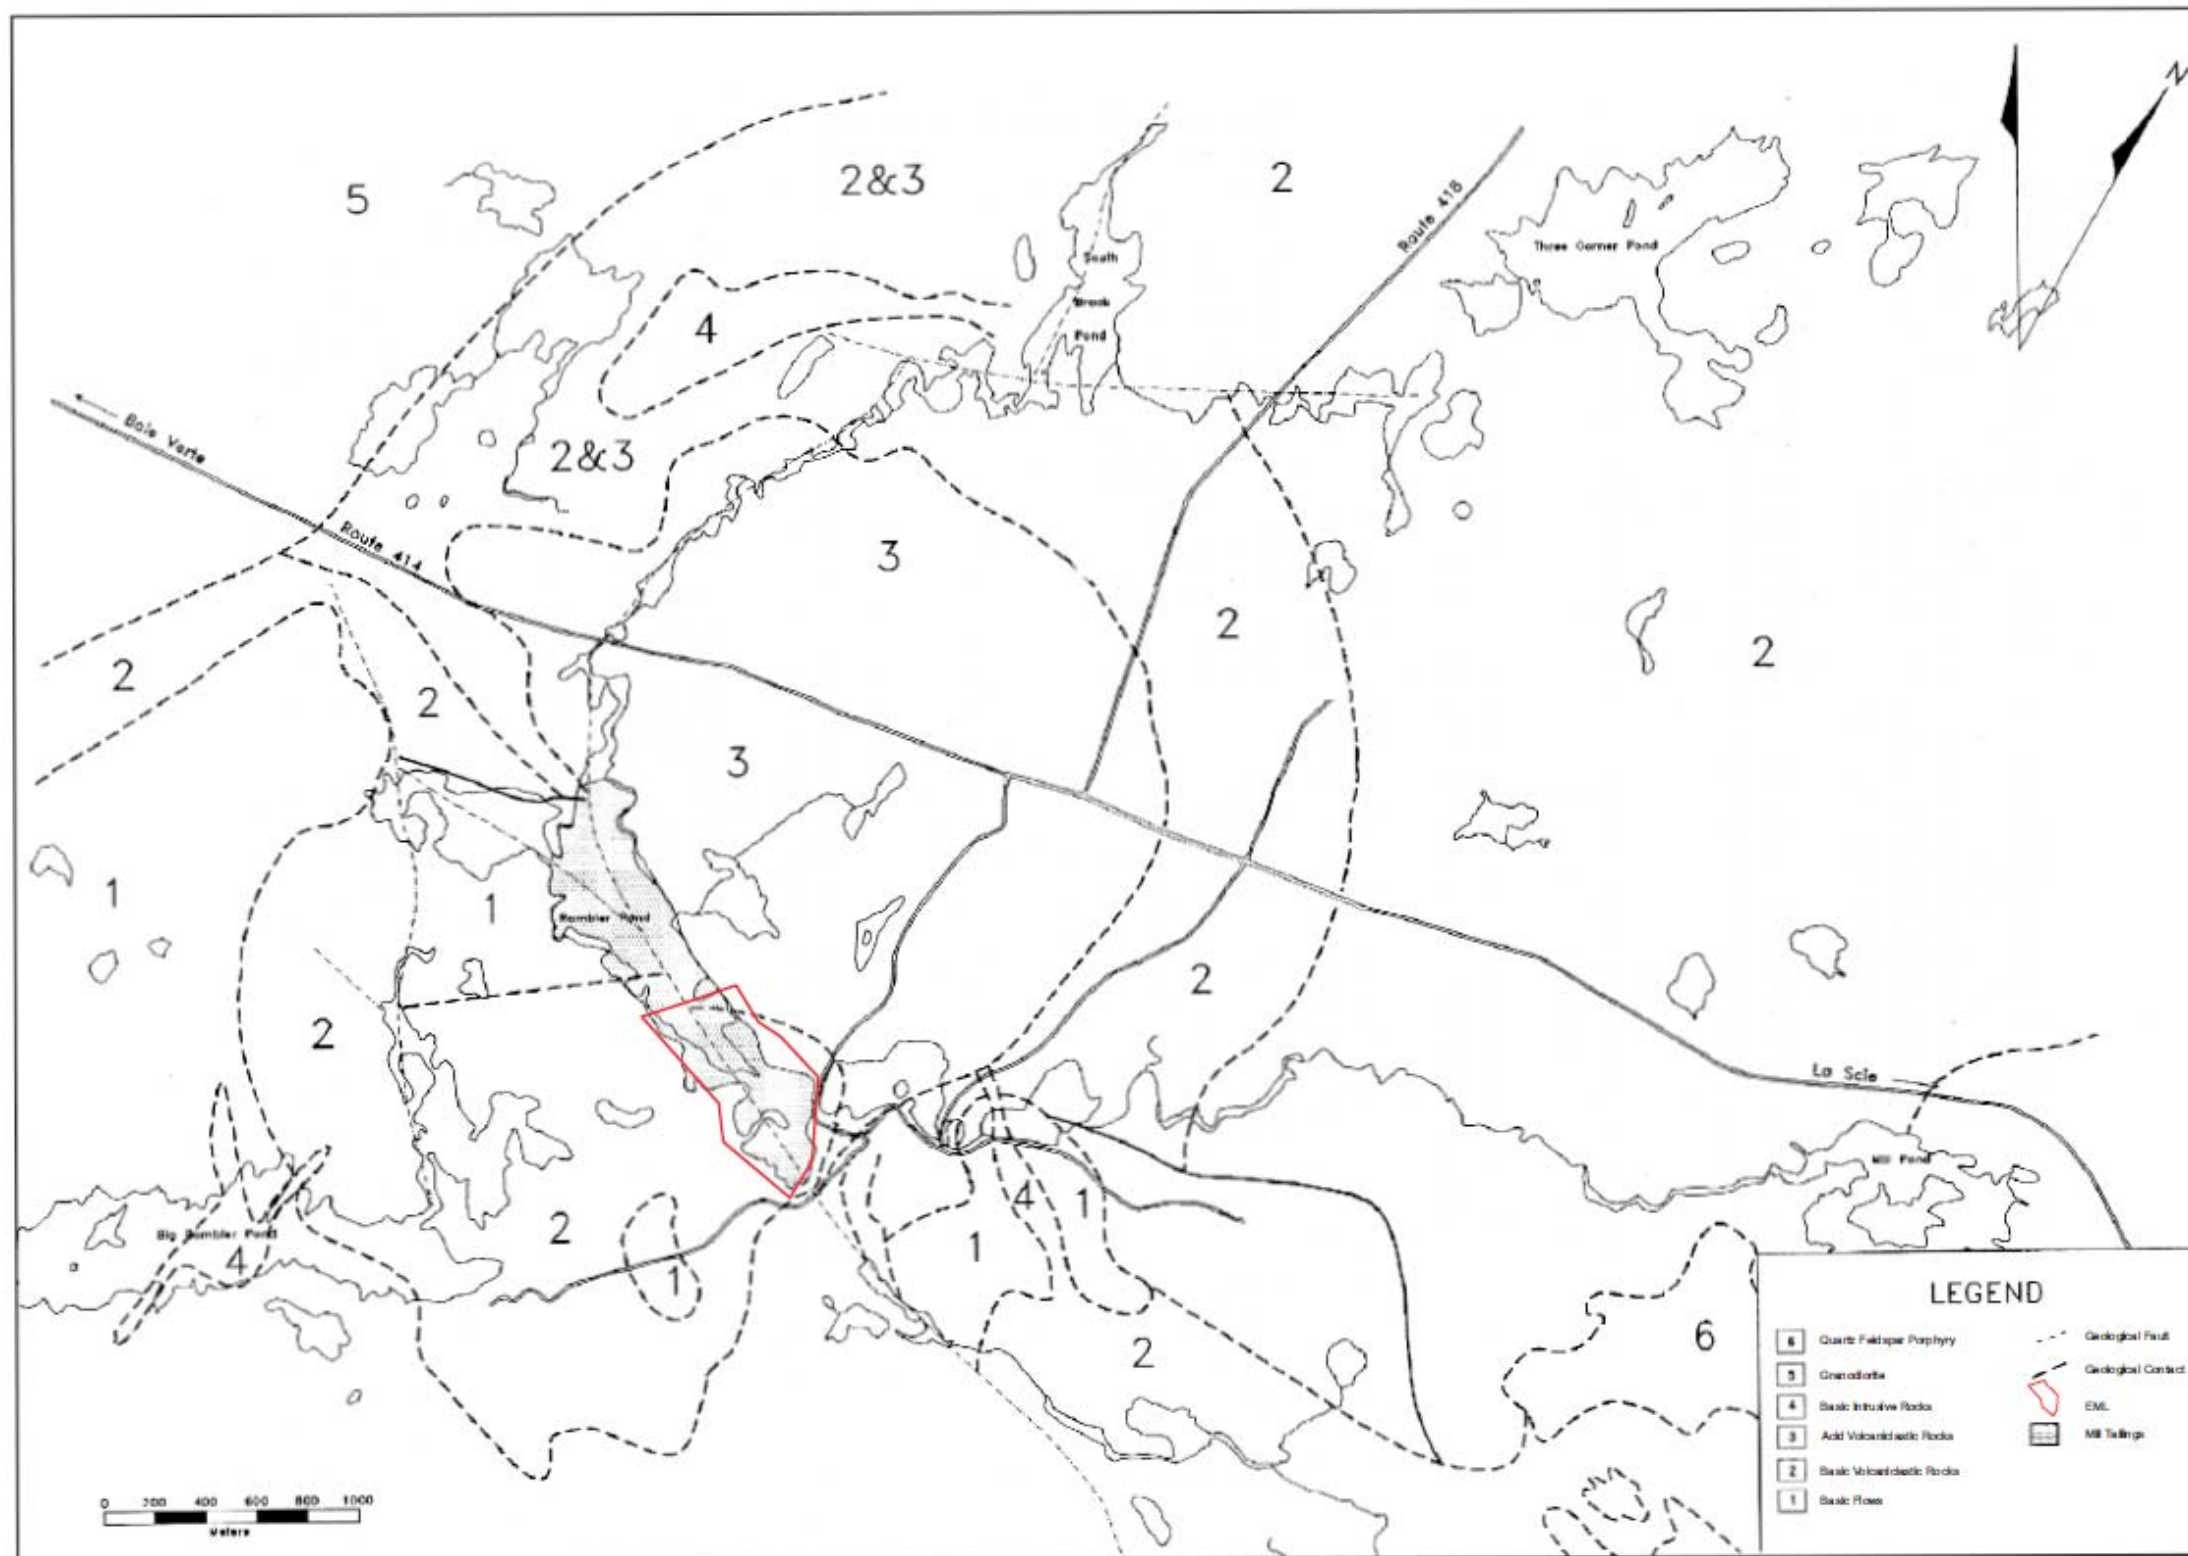 N
5
2&3
2
Route 418
Three Corner Pond
South
Brook
Pond
4
Baie Verte
2&3
Route 414
3
2
2
2
2
3
1
1
Rambler Pond
2
2
La Scie
Mill Pond
4
1
Big Rambler Pond
4
2
1
1
2
6
0 200 400 600 800 1000
Meters
LEGEND
6 Quartz Feldspar Porphyry
5 Granodiorite
4 Basic Intrusive Rocks
3 Acid Volcaniclastic Rocks
2 Basic Volcaniclastic Rocks
1 Basic Flows
Geological Fault
Geological Contact
EML
Mill Tailings